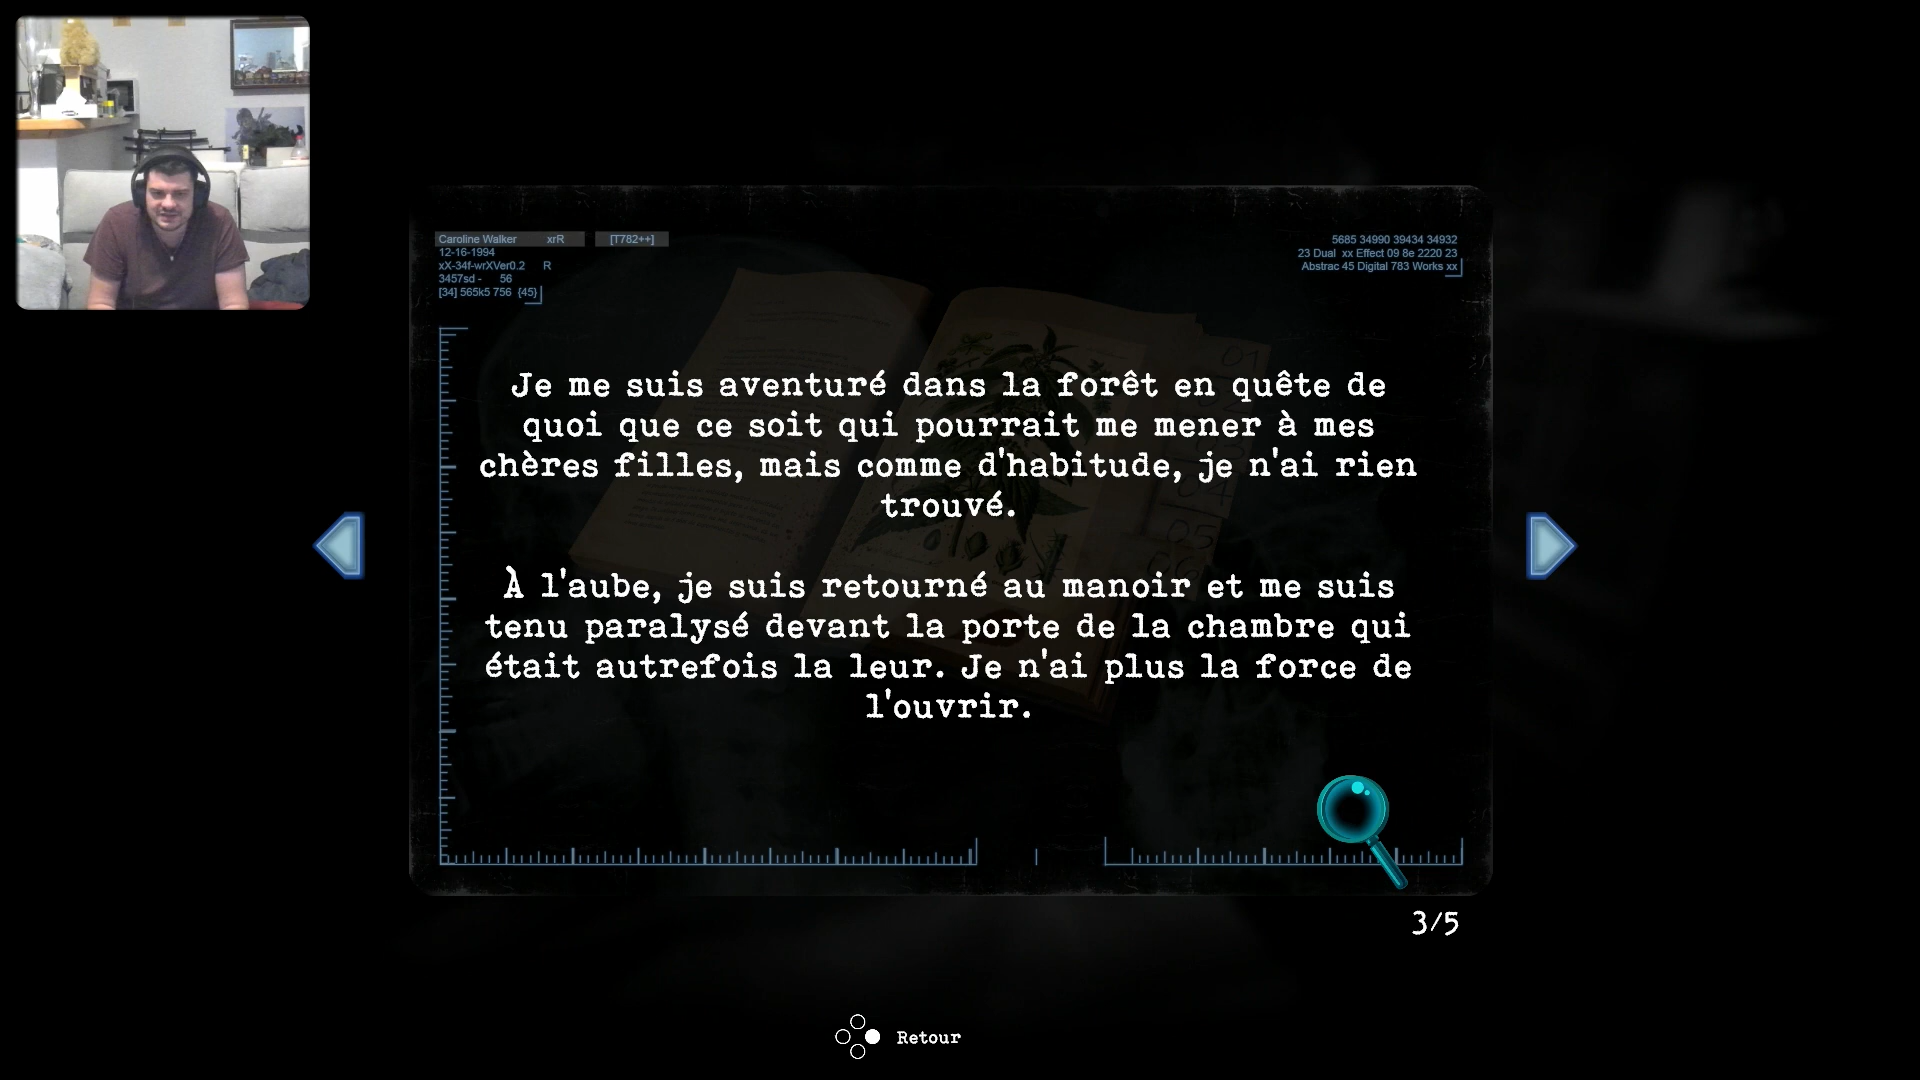 Caroline Walker xrR [T782++]
12-16-1994
xX-34f-wrXVer0.2 R
3457sd - 56
[34] 565k5 756 {45}
5685 34990 39434 34932
23 Dual xx Effect 09 8e 2220 23
Abstrac 45 Digital 783 Works xx
Je me suis aventuré dans la forêt en quête de
quoi que ce soit qui pourrait me mener à mes
chères filles, mais comme d'habitude, je n'ai rien
trouvé.
À l'aube, je suis retourné au manoir et me suis
tenu paralysé devant la porte de la chambre qui
était autrefois la leur. Je n'ai plus la force de
l'ouvrir.
01
04
05
3/5
Retour